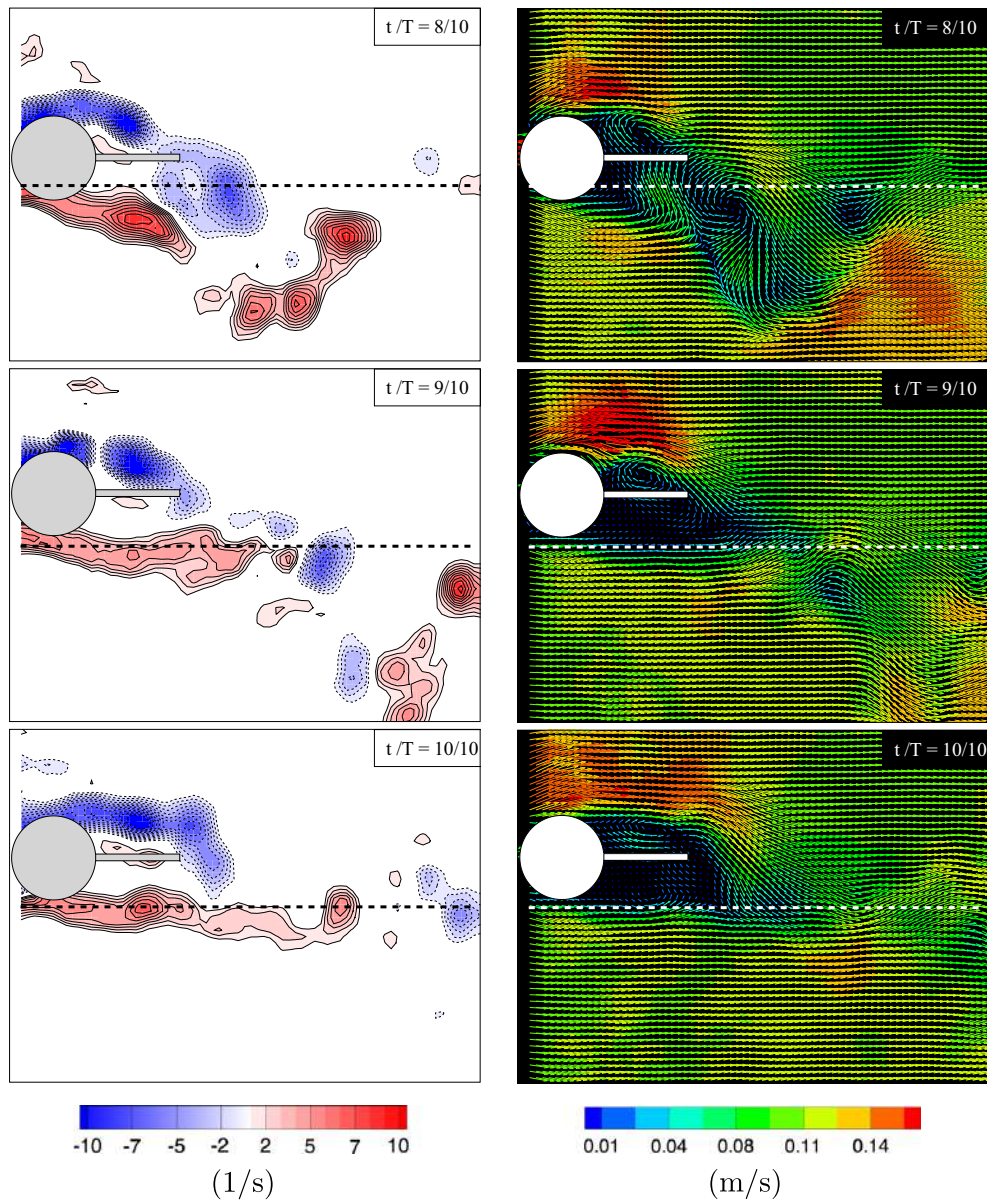 t /T = 8/10
t /T = 8/10
t /T = 9/10
t /T = 9/10
t /T = 10/10
t /T = 10/10
-10 -7 -5 -2 2 5 7 10
0.01 0.04 0.08 0.11 0.14
(1/s)
(m/s)